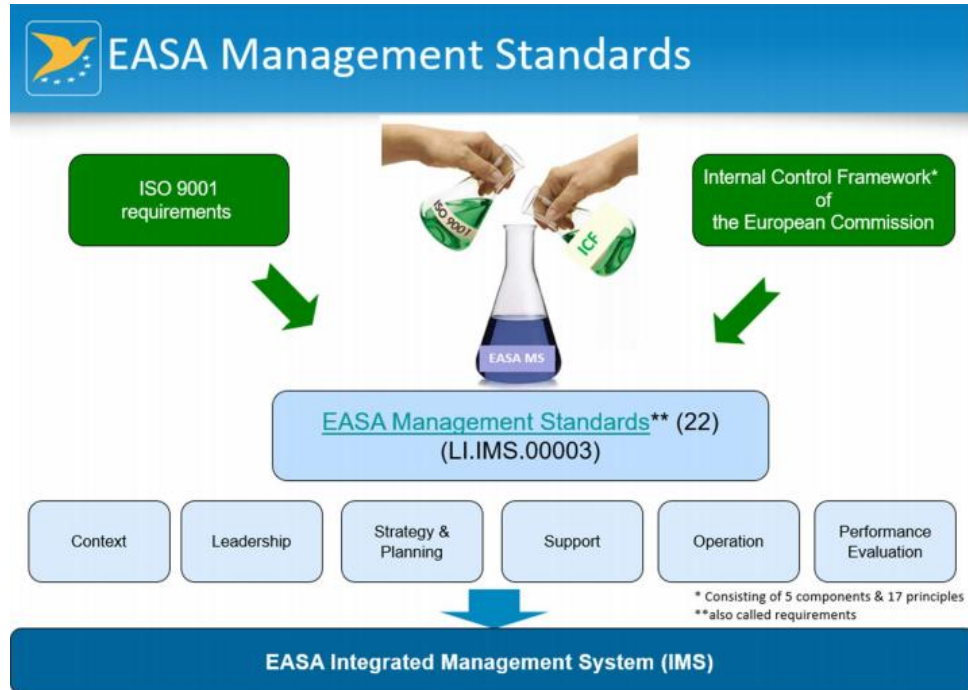 EASA Management Standards
ISO 9001
requirements
ISO 9001
ICF
EASA MS
Internal Control Framework*
of
the European Commission
EASA Management Standards** (22)
(LI.IMS.00003)
Context
Leadership
Strategy &
Planning
Support
Operation
Performance
Evaluation
* Consisting of 5 components & 17 principles
**also called requirements
EASA Integrated Management System (IMS)